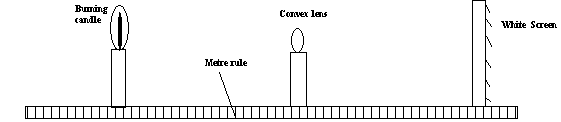 Burning
candle
Convex lens
White Screen
Metre rule